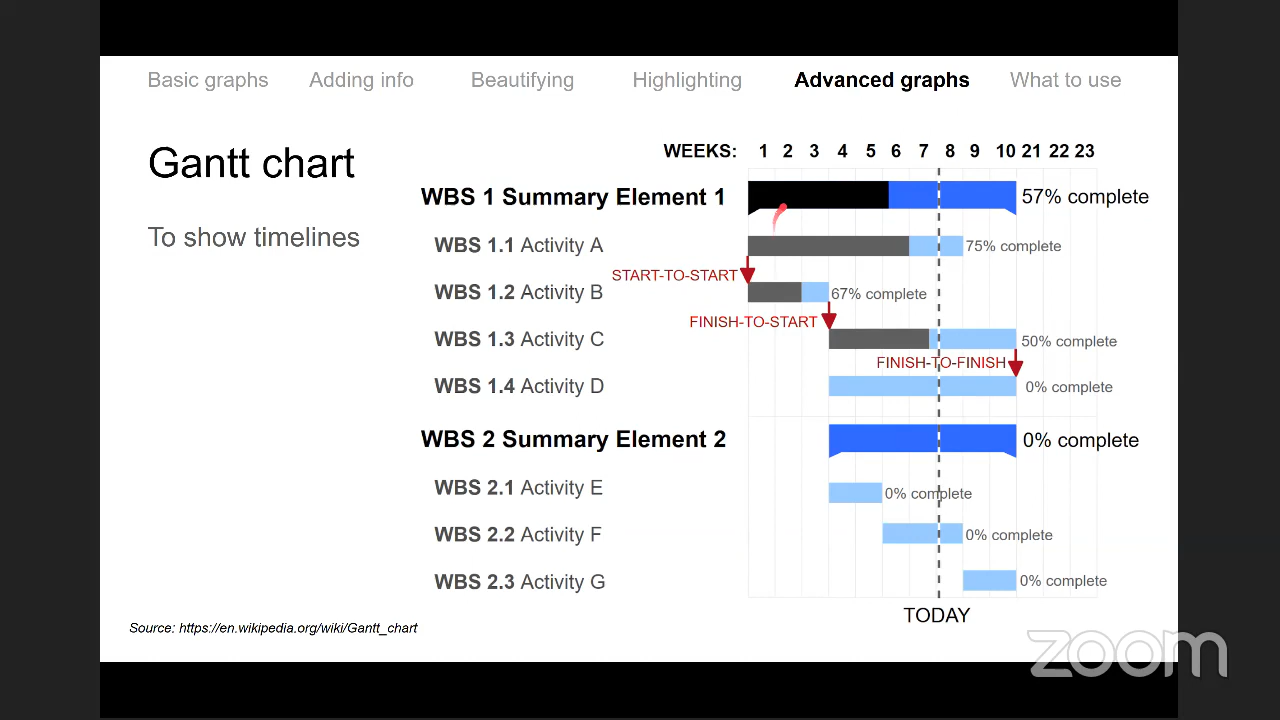 Basic graphs Adding info Beautifying Highlighting Advanced graphs What to use
Gantt chart
To show timelines
WEEKS: 1 2 3 4 5 6 7 8 9 10 21 22 23
WBS 1 Summary Element 1 57% complete
WBS 1.1 Activity A 75% complete
START-TO-START
WBS 1.2 Activity B 67% complete
FINISH-TO-START
WBS 1.3 Activity C 50% complete
FINISH-TO-FINISH
WBS 1.4 Activity D 0% complete
WBS 2 Summary Element 2 0% complete
WBS 2.1 Activity E 0% complete
WBS 2.2 Activity F 0% complete
WBS 2.3 Activity G 0% complete
TODAY
Source: https://en.wikipedia.org/wiki/Gantt_chart
zoom